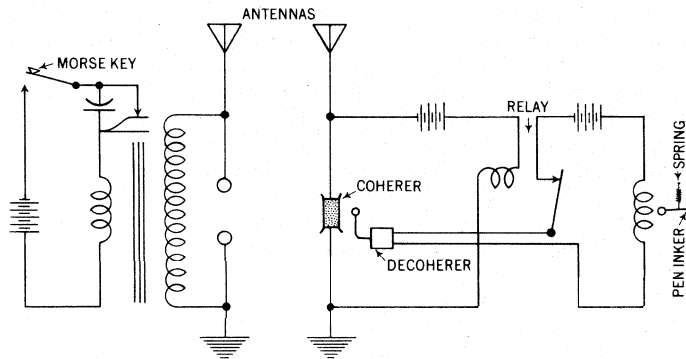 ANTENNAS
MORSE KEY
RELAY
COHERER
DECOHERER
SPRING
PEN INKER